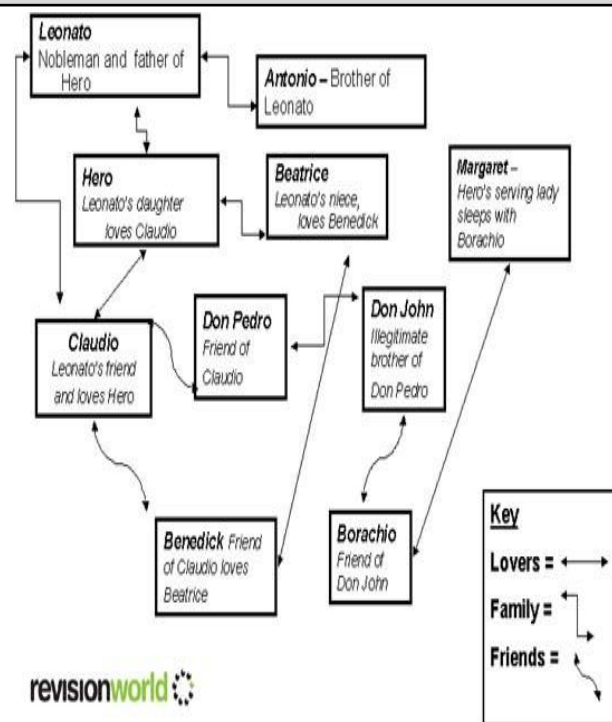 Leonato
Nobleman and father of
Hero
Antonio – Brother of
Leonato
Hero
Leonato's daughter
loves Claudio
Beatrice
Leonato's niece,
loves Benedick
Margaret –
Hero's serving lady
sleeps with
Borachio
Claudio
Leonato's friend
and loves Hero
Don Pedro
Friend of
Claudio
Don John
Illegitimate
brother of
Don Pedro
Benedick Friend
of Claudio loves
Beatrice
Borachio
Friend of
Don John
Key
Lovers =
Family =
Friends =
revisionworld